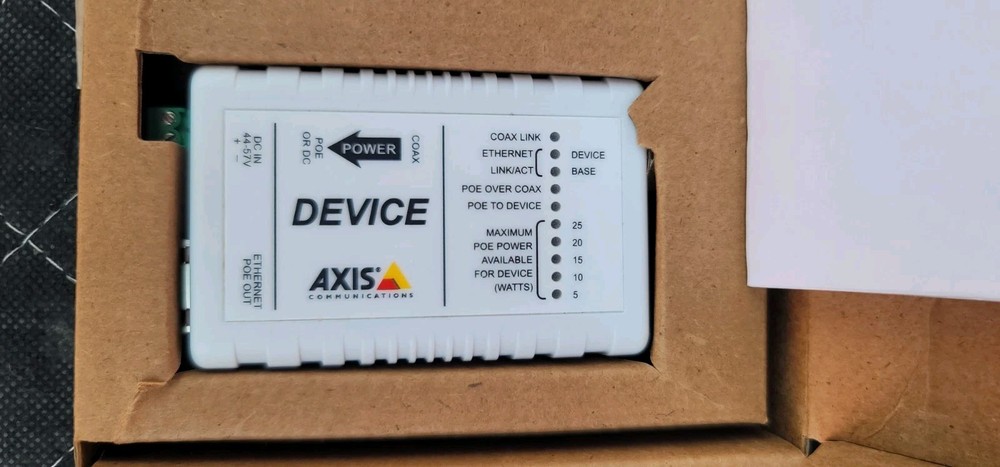 DC IN
44-57V
+ −
ETHERNET
POE OUT
POE
OR DC
POWER
COAX
DEVICE
AXIS
COMMUNICATIONS
COAX LINK
ETHERNET DEVICE
LINK/ACT BASE
POE OVER COAX
POE TO DEVICE
25
MAXIMUM
POE POWER 20
AVAILABLE 15
FOR DEVICE 10
(WATTS) 5